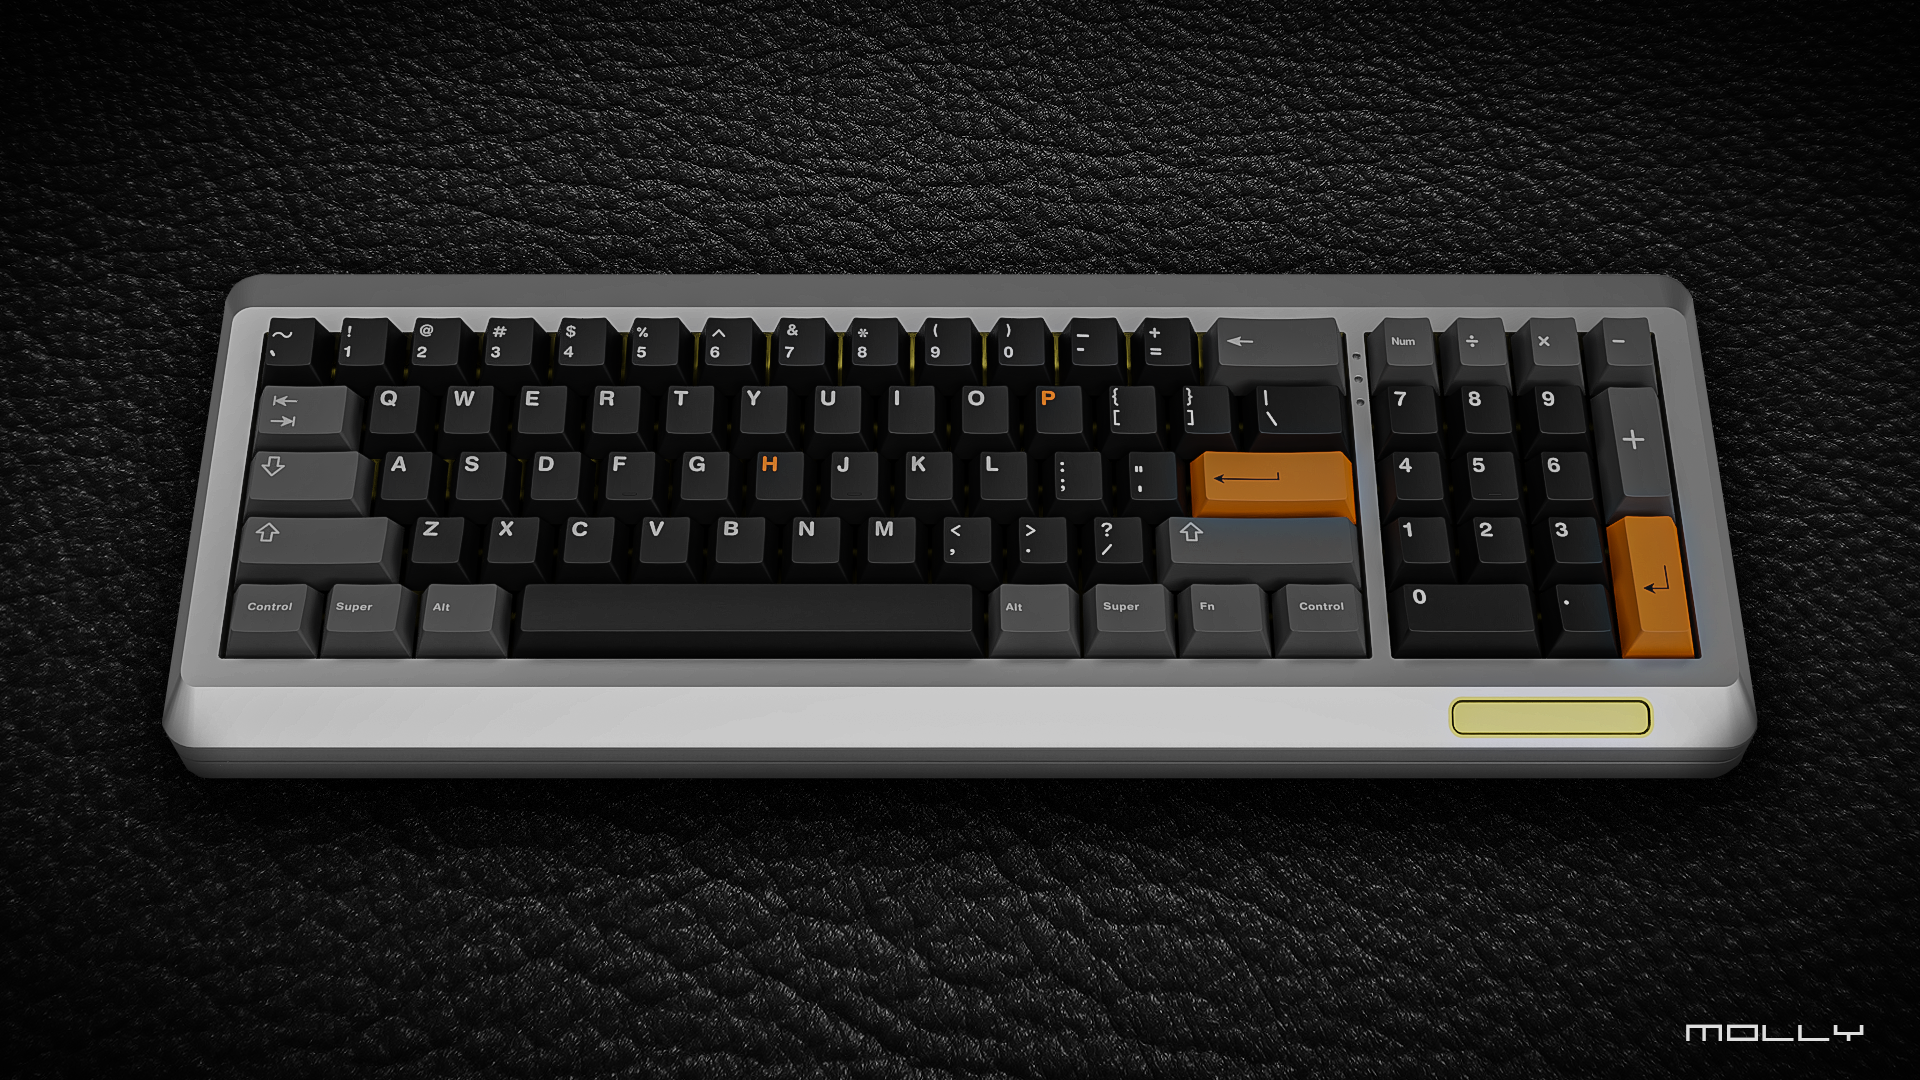 ~ ! @ # $ % ^ & * ( ) _ + ← Num ÷ × −
` 1 2 3 4 5 6 7 8 9 0 - =
⇤ Q W E R T Y U I O P { } | 7 8 9 +
⇥ [ ] \
⇩ A S D F G H J K L : " ← 4 5 6
; '
⇧ Z X C V B N M < > ? ⇧ 1 2 3 ↵
, . /
Control Super Alt Alt Super Fn Control 0 .
MOLLY